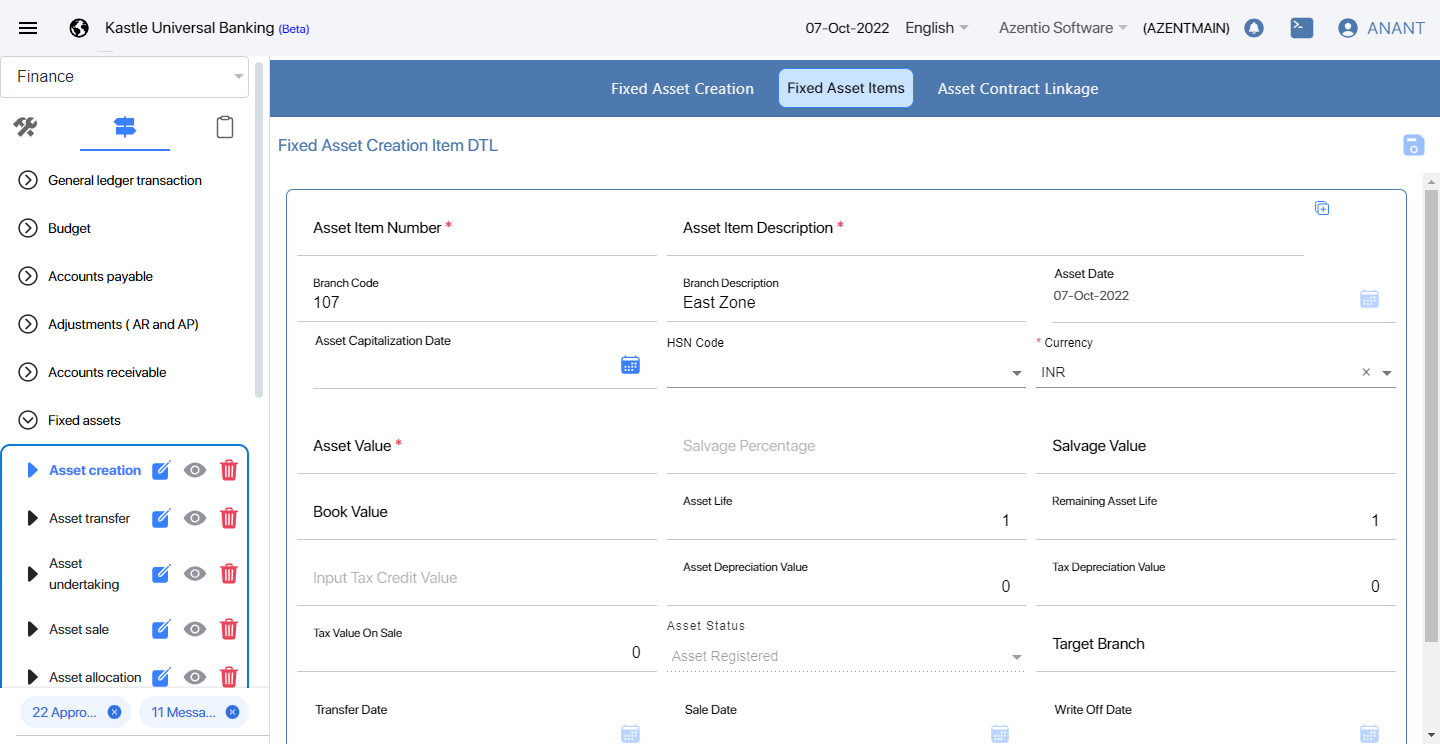 Kastle Universal Banking (Beta)
07-Oct-2022
English
Azentio Software
(AZENTMAIN)
ANANT
Finance
General ledger transaction
Budget
Accounts payable
Adjustments ( AR and AP)
Accounts receivable
Fixed assets
Asset creation
Asset transfer
Asset
undertaking
Asset sale
Asset allocation
22 Appro...
11 Messa...
Fixed Asset Creation
Fixed Asset Items
Asset Contract Linkage
Fixed Asset Creation Item DTL
Asset Item Number *
Asset Item Description *
Branch Code
107
Branch Description
East Zone
Asset Date
07-Oct-2022
Asset Capitalization Date
HSN Code
* Currency
INR
Asset Value *
Salvage Percentage
Salvage Value
Book Value
Asset Life
1
Remaining Asset Life
1
Input Tax Credit Value
Asset Depreciation Value
0
Tax Depreciation Value
0
Tax Value On Sale
0
Asset Status
Asset Registered
Target Branch
Transfer Date
Sale Date
Write Off Date